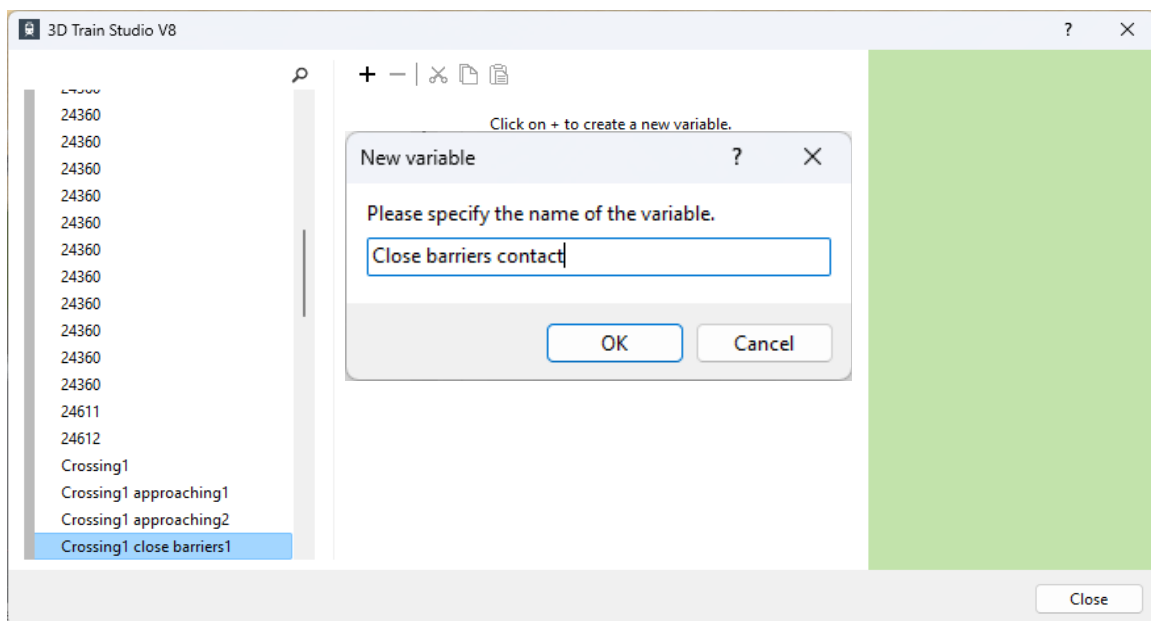 3D Train Studio V8
?
Click on + to create a new variable.
24360
24360
24360
24360
24360
24360
24360
24360
24360
24360
24360
24611
24612
Crossing1
Crossing1 approaching1
Crossing1 approaching2
Crossing1 close barriers1
New variable
?
Please specify the name of the variable.
Close barriers contact
OK Cancel
Close